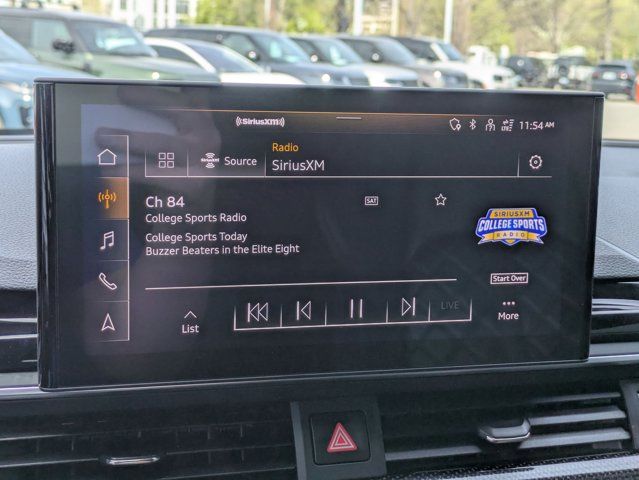 ((SiriusXM))
11:54 AM
Radio
SiriusXM Source SiriusXM
Ch 84 SAT
College Sports Radio
College Sports Today
Buzzer Beaters in the Elite Eight
SIRIUSXM
COLLEGE SPORTS
RADIO
Start Over
LIVE
List More